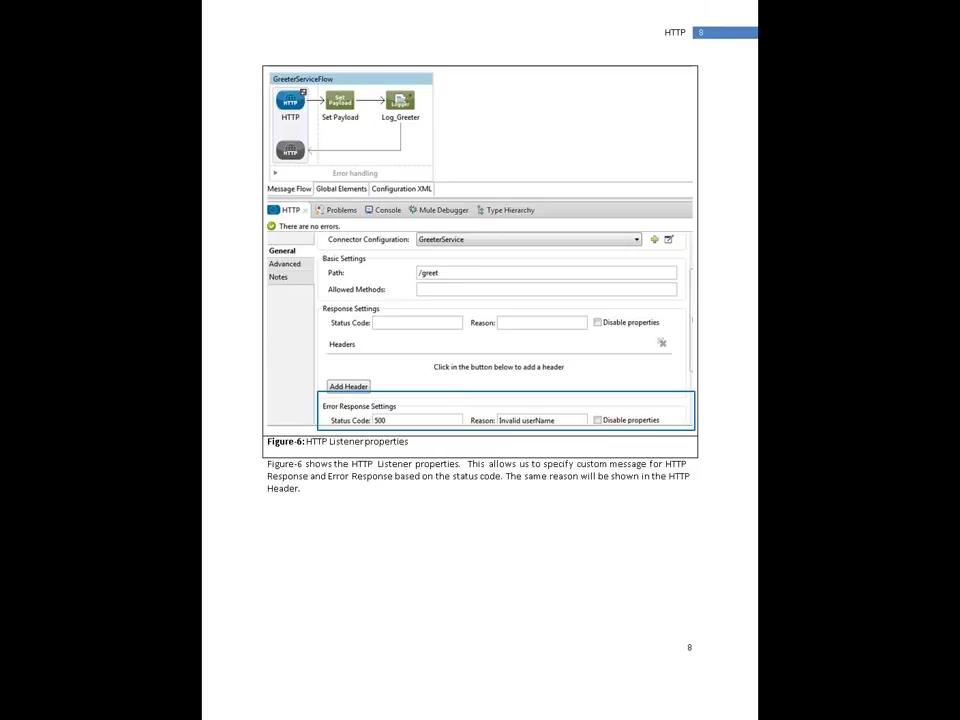 HTTP 8
GreeterServiceFlow
HTTP
Set Payload
Logger
HTTP
Set Payload
Log_Greeter
HTTP
Error handling
Message Flow Global Elements Configuration XML
HTTP Problems Console Mule Debugger Type Hierarchy
There are no errors.
General
Advanced
Notes
Connector Configuration: GreeterService
Basic Settings
Path: /greet
Allowed Methods:
Response Settings
Status Code: Reason: Disable properties
Headers
Click in the button below to add a header
Add Header
Error Response Settings
Status Code: 500 Reason: Invalid userName Disable properties
Figure-6: HTTP Listener properties
Figure-6 shows the HTTP Listener properties. This allows us to specify custom message for HTTP
Response and Error Response based on the status code. The same reason will be shown in the HTTP
Header.
8